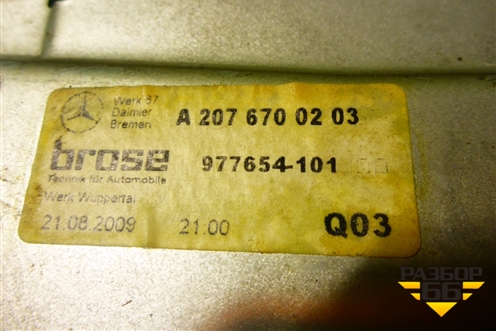 Werk 67
Daimler
Bremen
A 207 670 02 03
brose
Technik für Automobile
977654-101
Werk Wuppertal
21.08.2009 21.00 Q03
РАЗБОР
66